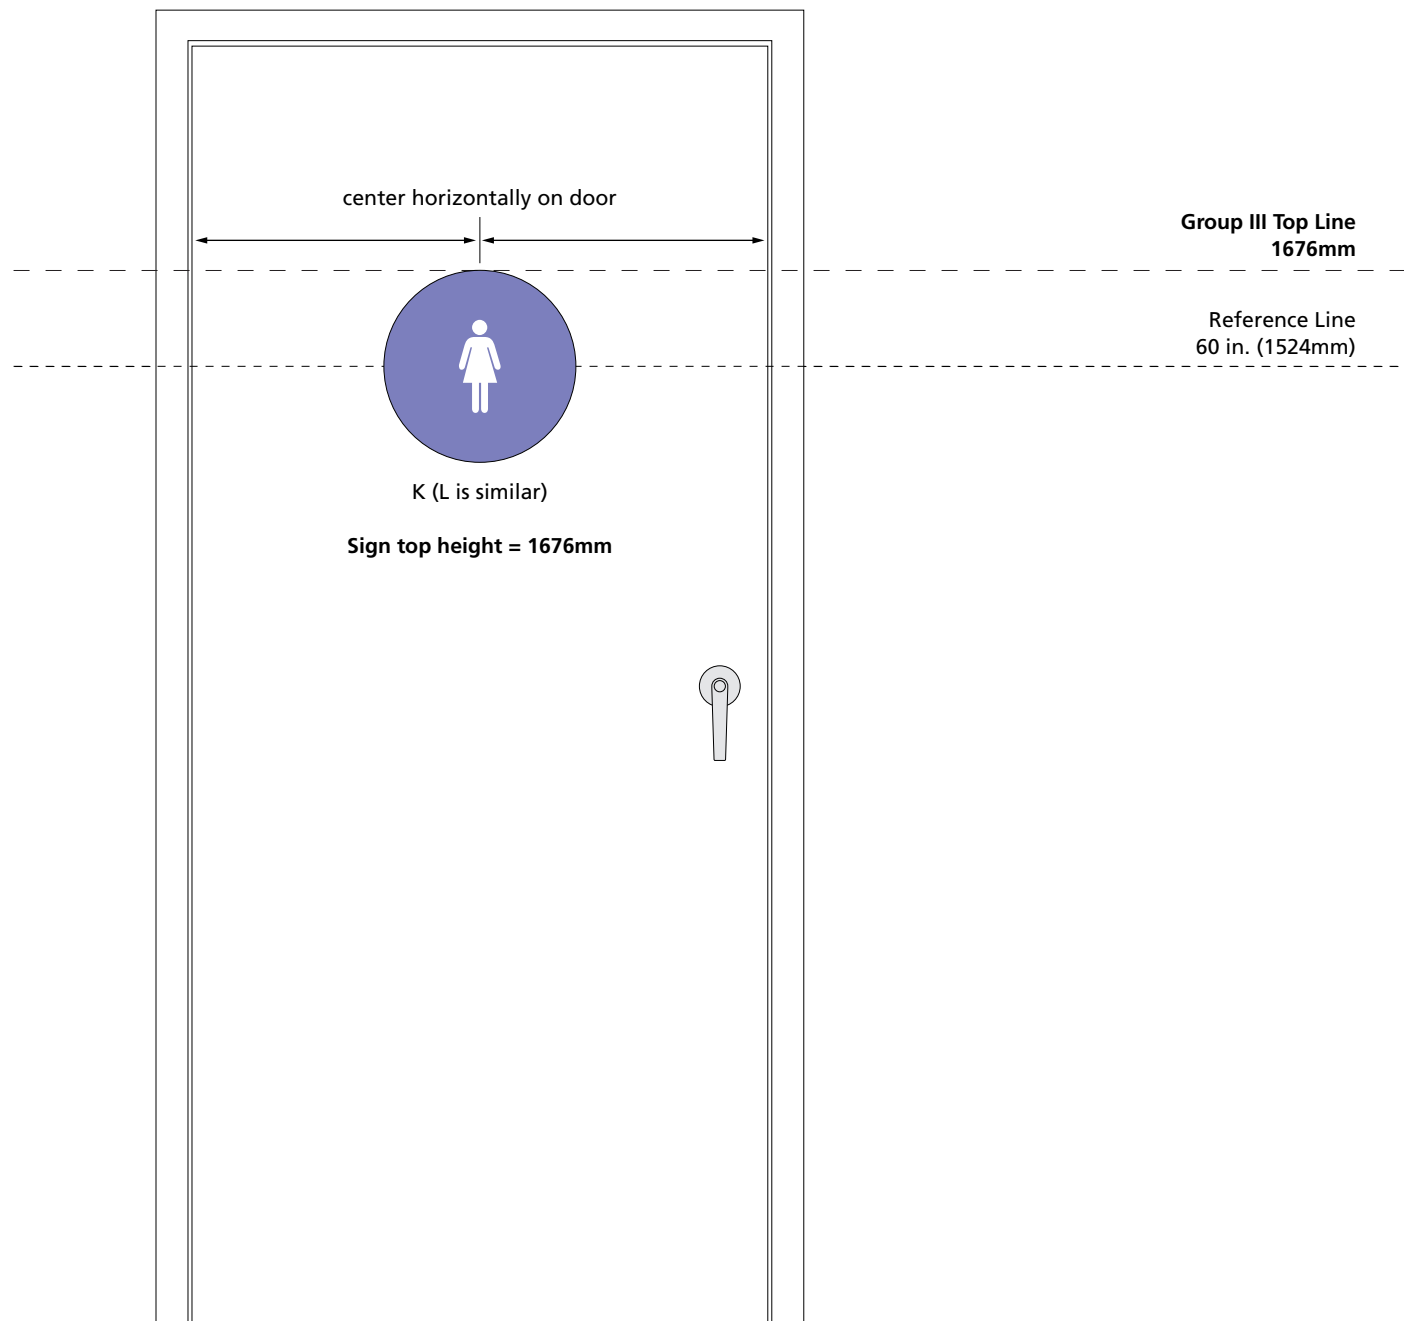 center horizontally on door
Group III Top Line
1676mm
Reference Line
60 in. (1524mm)
K (L is similar)
Sign top height = 1676mm